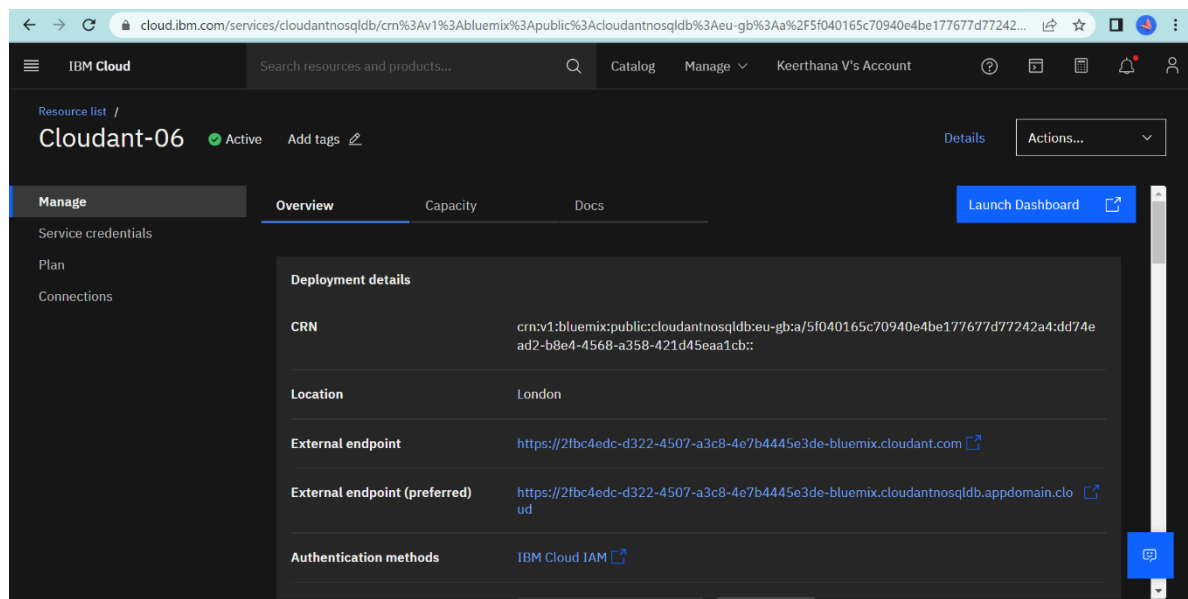 cloud.ibm.com/services/cloudantnosqldb/crn%3Av1%3Abluemix%3Apublic%3Acloudantnosqldb%3Aeu-gb%3Aa%2F5f040165c70940e4be177677d77242...
IBM Cloud Search resources and products... Catalog Manage Keerthana V's Account
Resource list /
Cloudant-06 Active Add tags Details Actions...
Manage
Service credentials
Plan
Connections
Overview Capacity Docs Launch Dashboard
Deployment details
CRN crn:v1:bluemix:public:cloudantnosqldb:eu-gb:a/5f040165c70940e4be177677d77242a4:dd74e
ad2-b8e4-4568-a358-421d45eaa1cb::
Location London
External endpoint https://2fbc4edc-d322-4507-a3c8-4e7b4445e3de-bluemix.cloudant.com
External endpoint (preferred) https://2fbc4edc-d322-4507-a3c8-4e7b4445e3de-bluemix.cloudantnosqldb.appdomain.clo
ud
Authentication methods IBM Cloud IAM